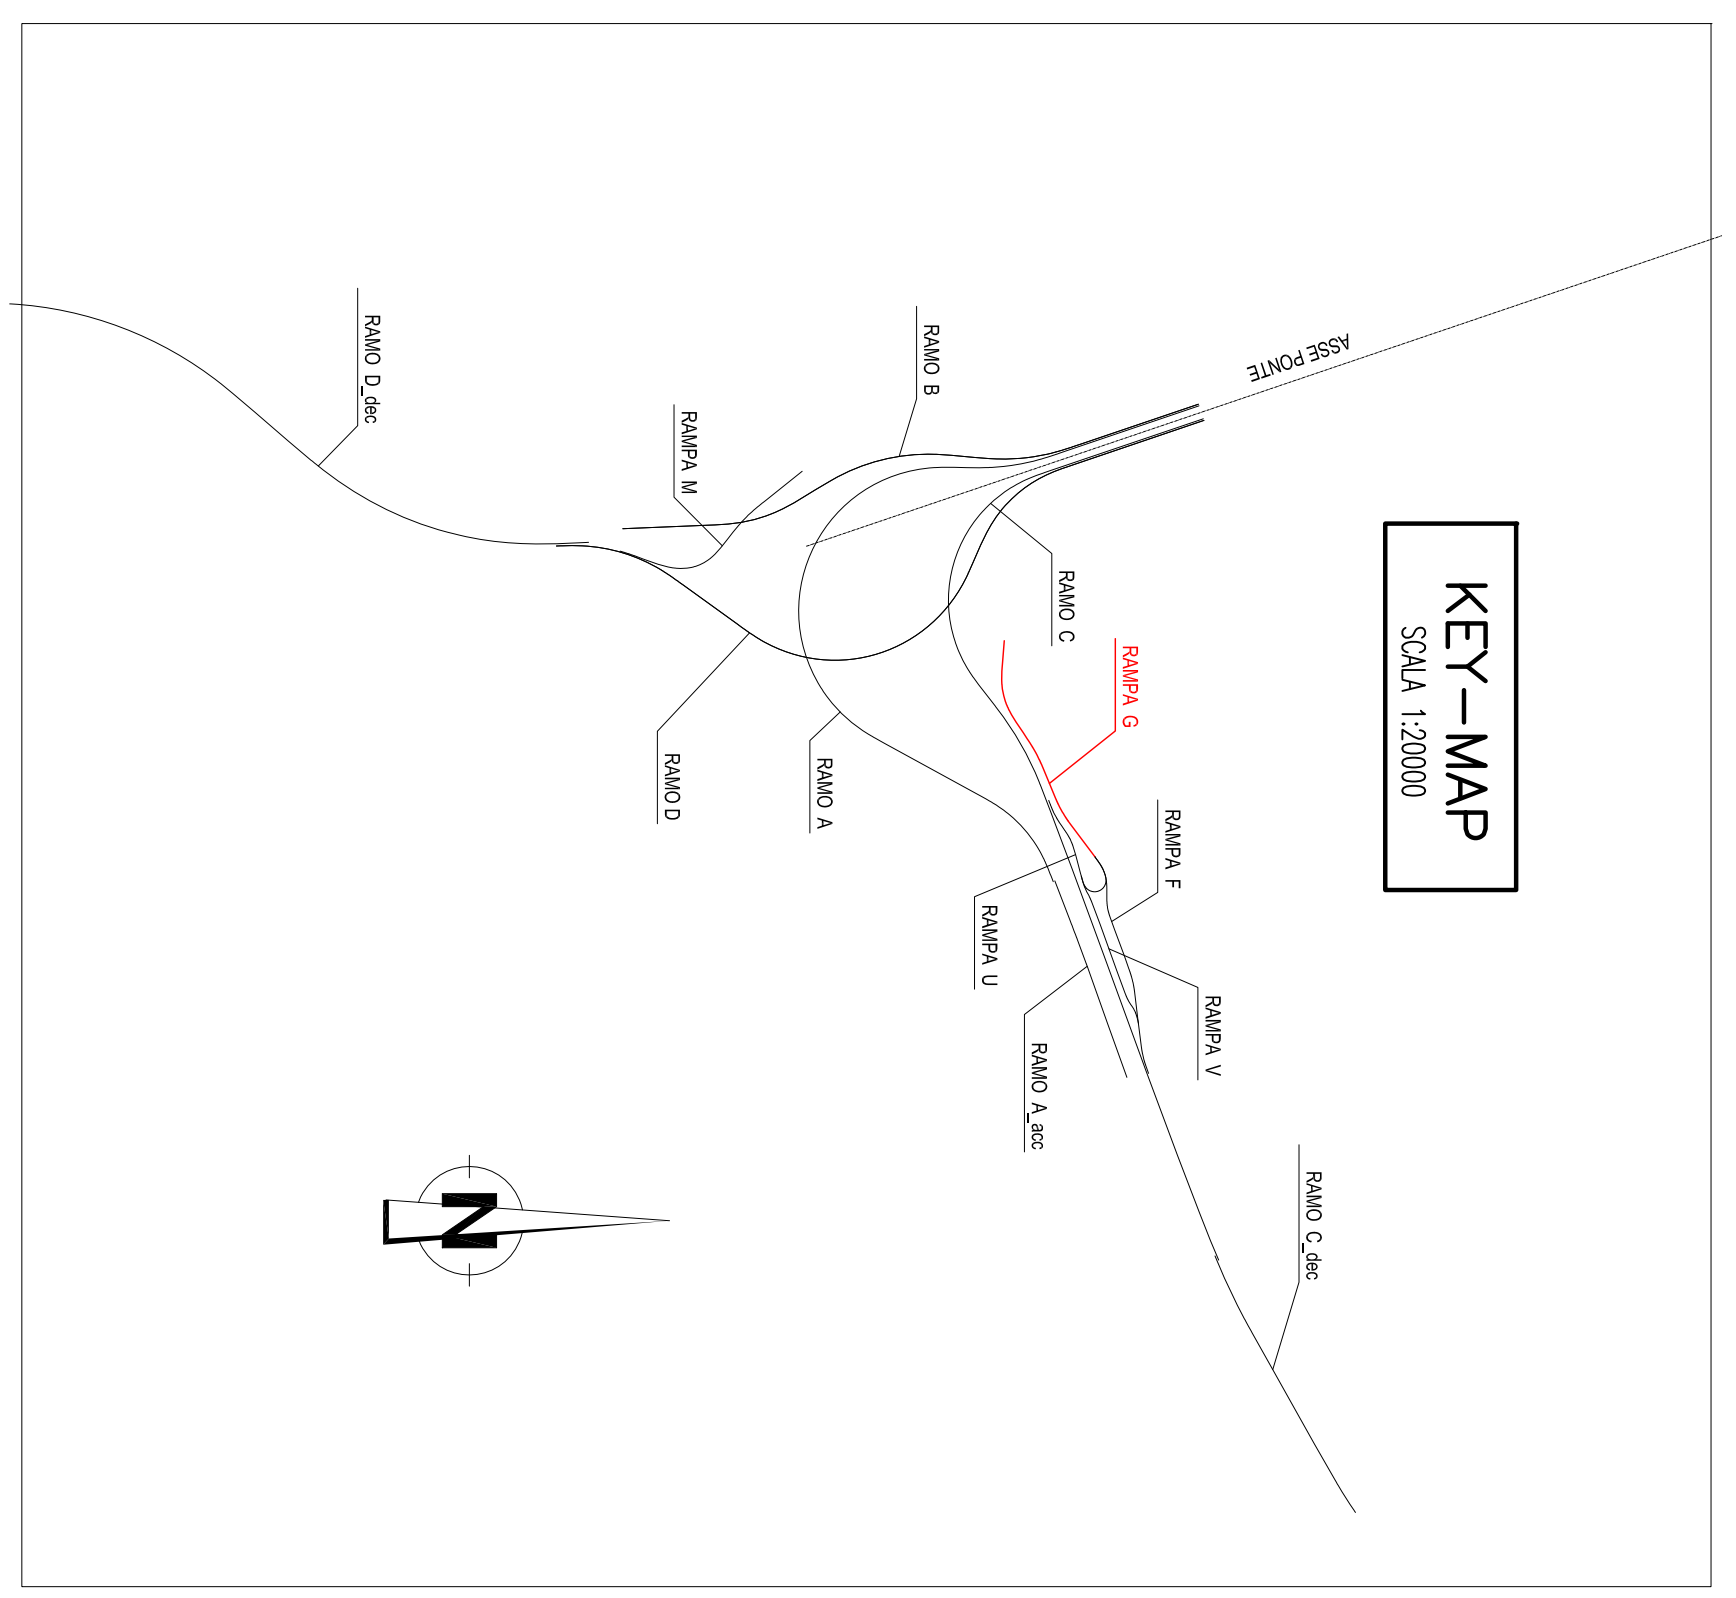 KEY-MAP
SCALA 1:20000
ASSE PONTE
RAMO D_dec
RAMPA M
RAMO B
RAMO C
RAMPA G
RAMPA F
RAMO D
RAMO A
RAMPA U
RAMPA V
RAMO A_acc
RAMO C_dec
N